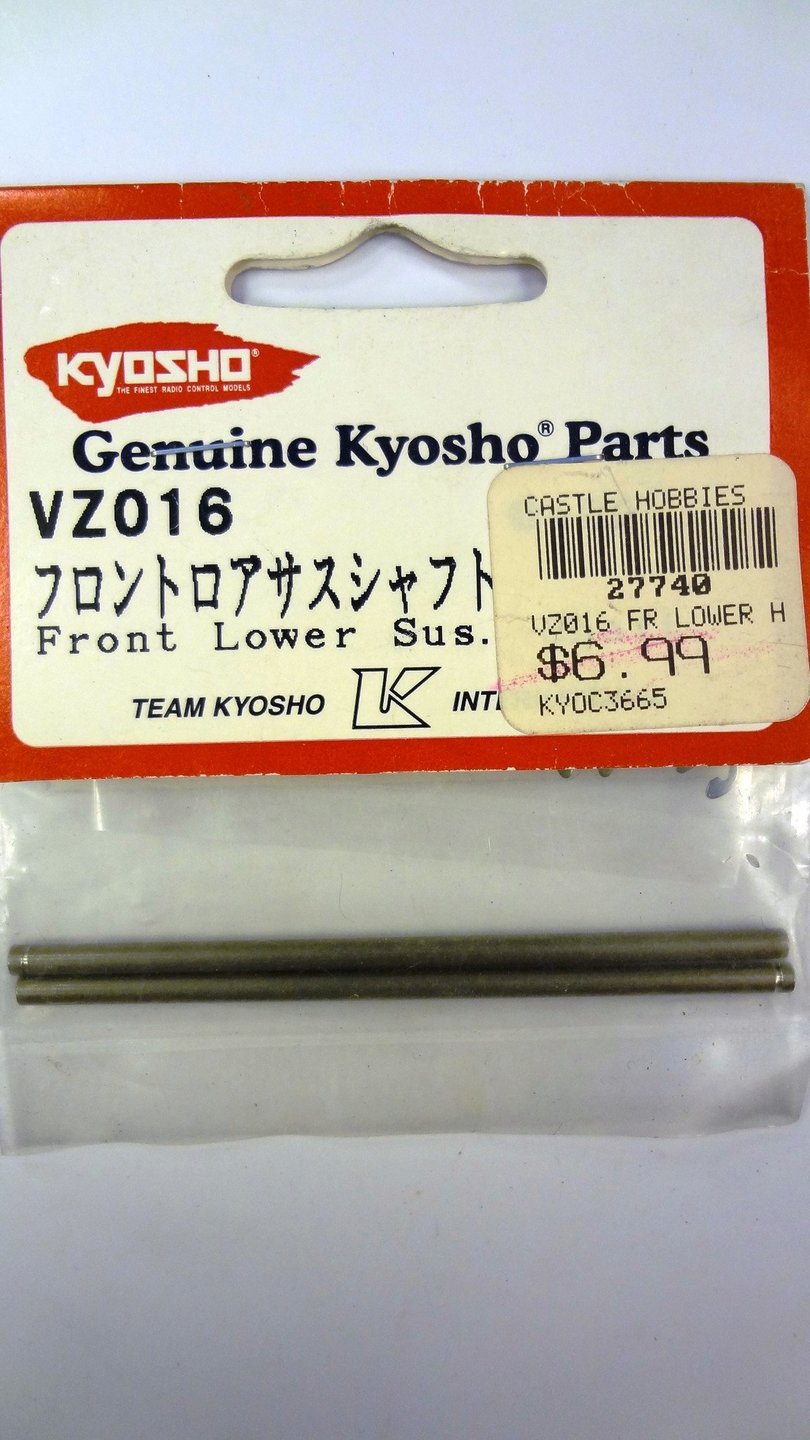 KYOSHO®
THE FINEST RADIO CONTROL MODELS
Genuine Kyosho® Parts
VZ016
フロントロアサスシャフト
Front Lower Sus.
TEAM KYOSHO K
CASTLE HOBBIES
27740
VZ016 FR LOWER H
$6.99
KYOC3665